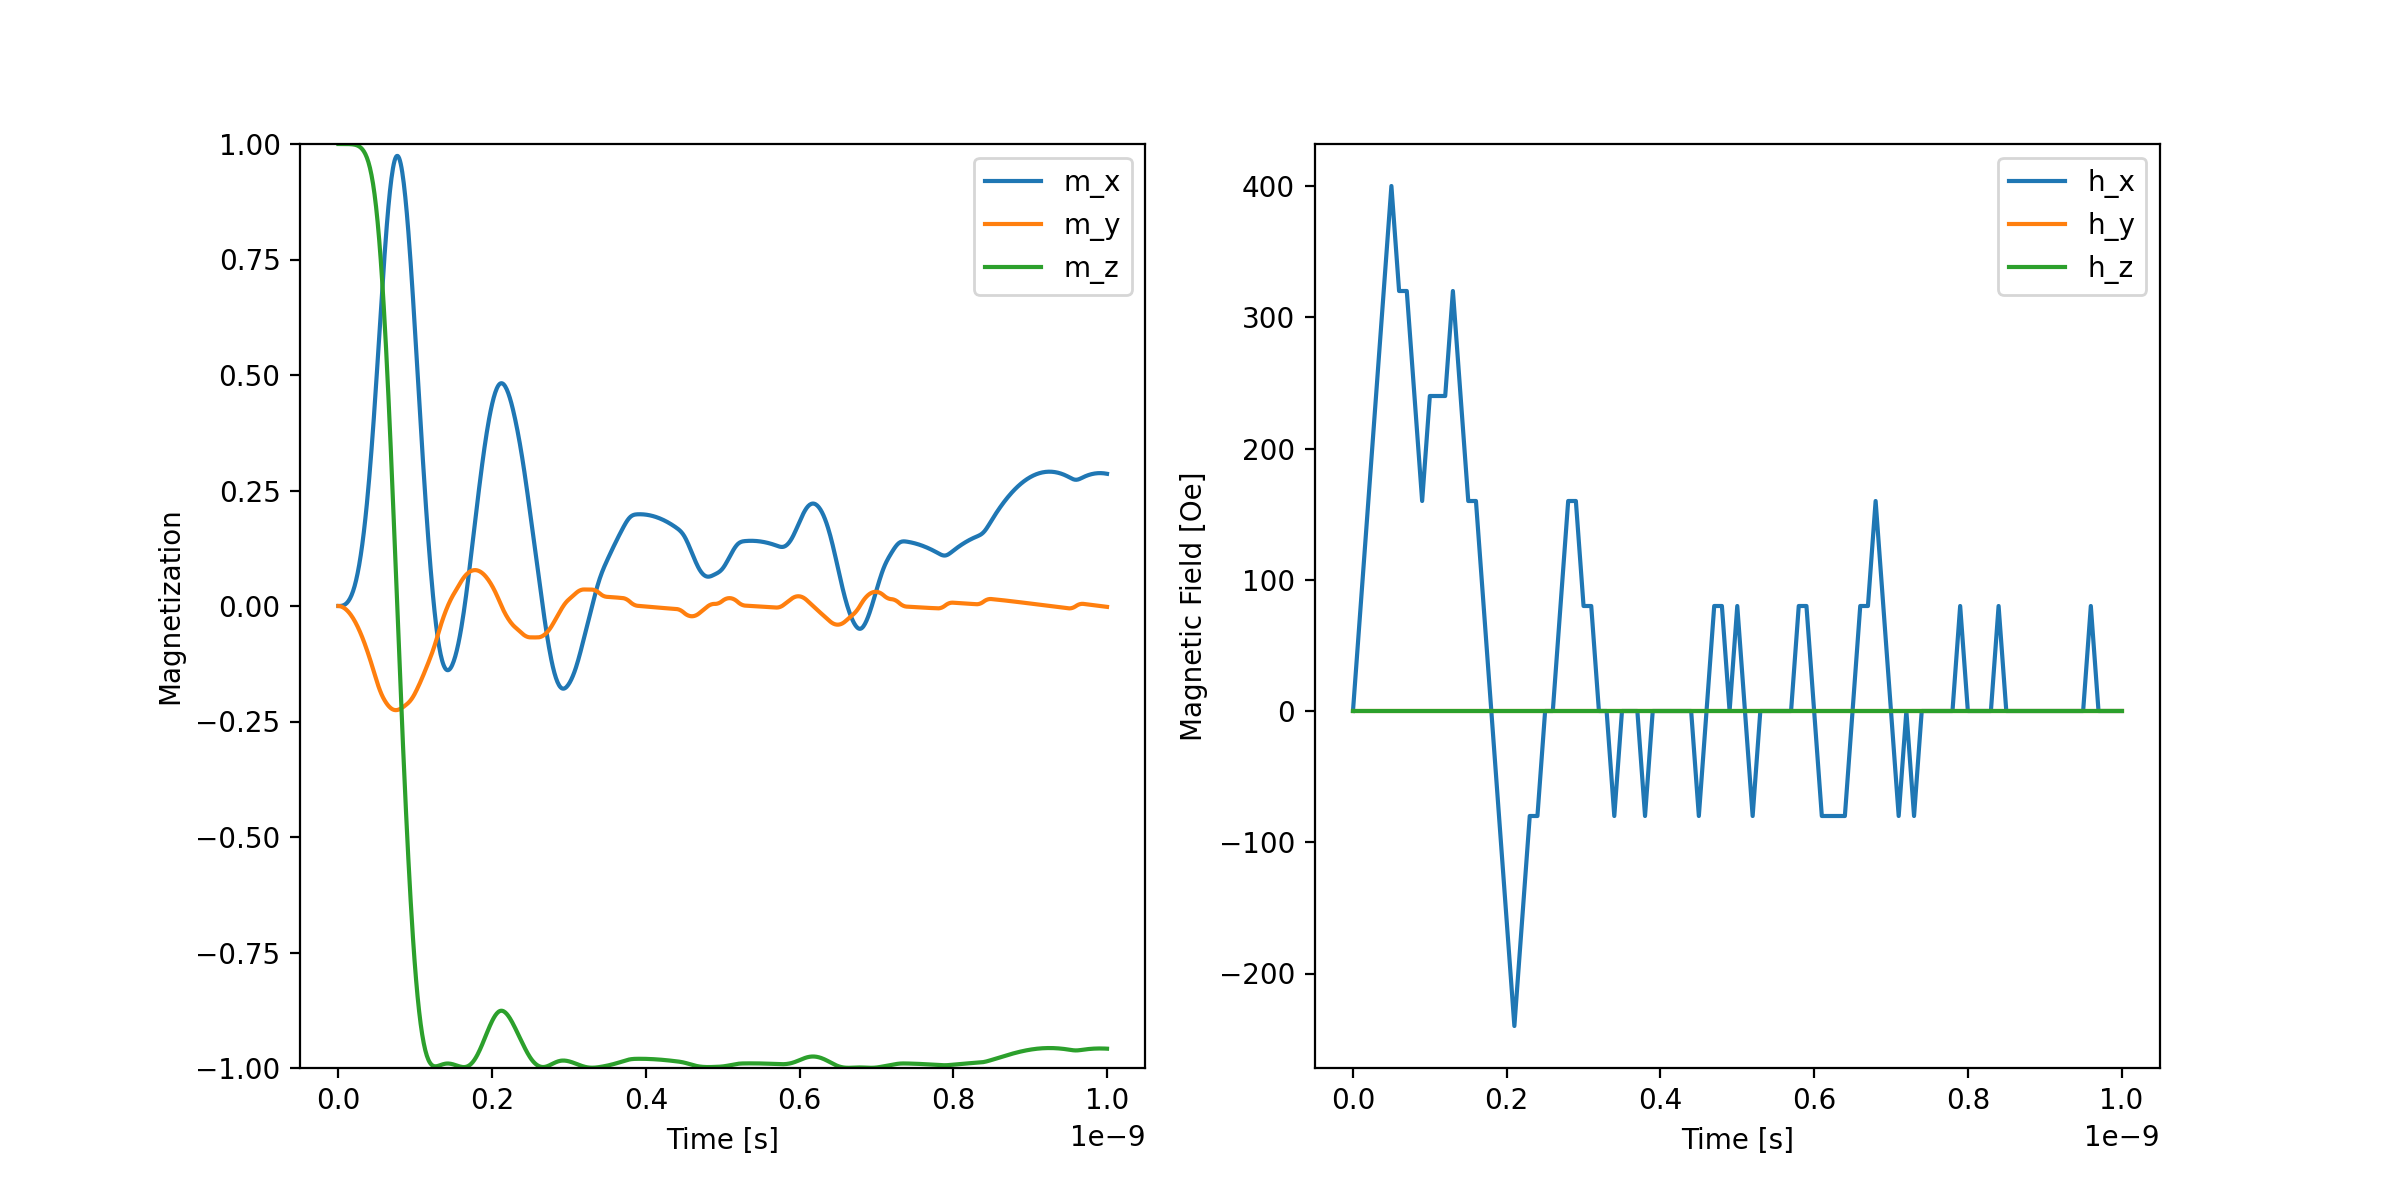 1.00
0.75
0.50
0.25
0.00
−0.25
−0.50
−0.75
−1.00
Magnetization
0.0 0.2 0.4 0.6 0.8 1.0
Time [s]
1e−9
m_x
m_y
m_z
400
300
200
100
0
−100
−200
Magnetic Field [Oe]
0.0 0.2 0.4 0.6 0.8 1.0
Time [s]
1e−9
h_x
h_y
h_z